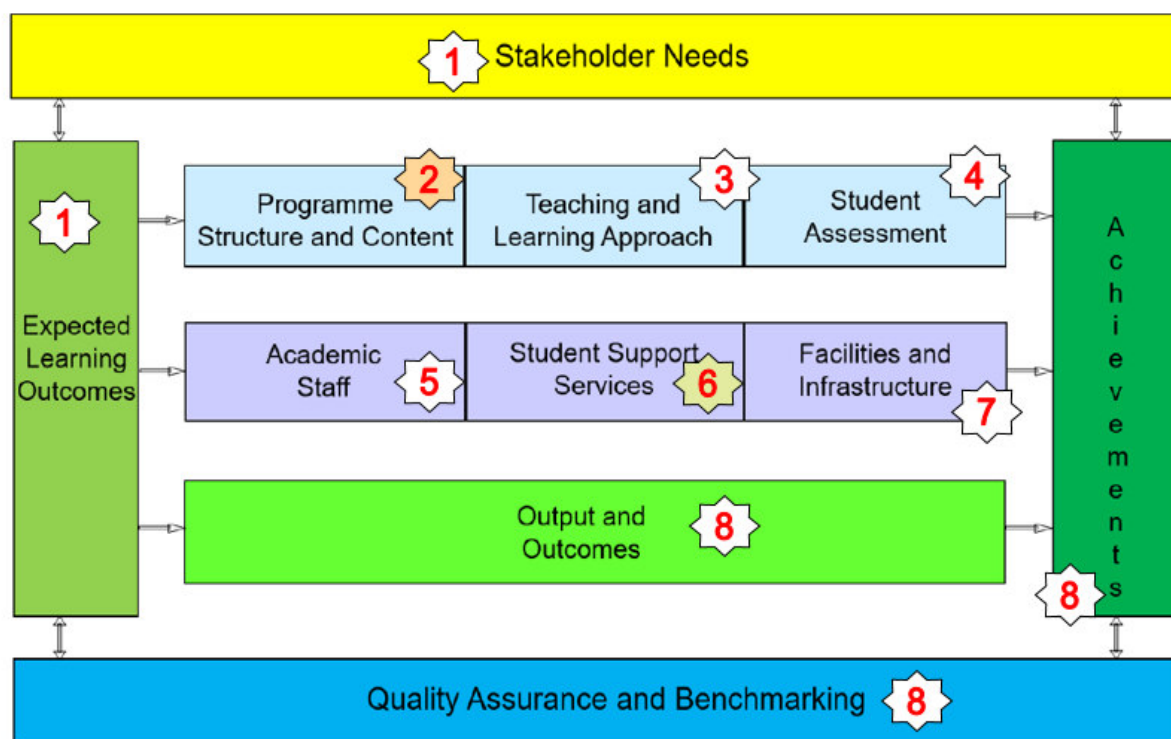 1 Stakeholder Needs
1
Expected
Learning
Outcomes
2
Programme
Structure and Content
3
Teaching and
Learning Approach
4
Student
Assessment
Academic
Staff
5
Student Support
Services
6
Facilities and
Infrastructure
7
Output and
Outcomes
8
Achievements
8
Quality Assurance and Benchmarking 8